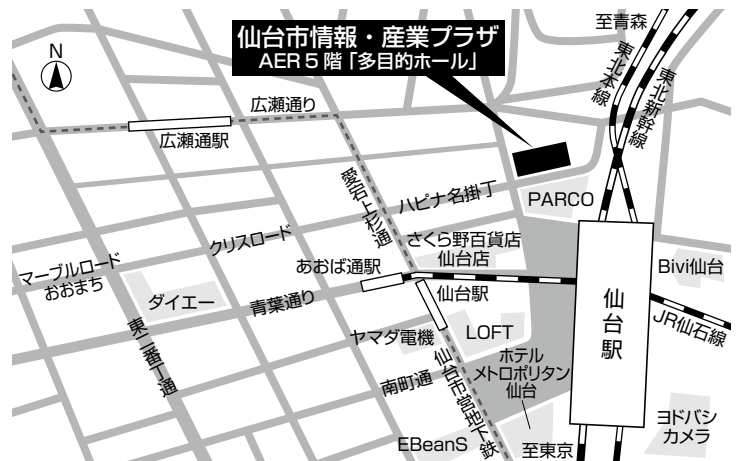 仙台市情報・産業プラザ
AER 5 階「多目的ホール」
至青森
東北本線
東北新幹線
N
広瀬通り
広瀬通駅
愛宕上杉通
ハピナ名掛丁
PARCO
クリスロード
さくら野百貨店
仙台店
マーブルロード
おおまち
あおば通駅
Bivi仙台
ダイエー
青葉通り
仙台駅
仙台駅
JR仙石線
東二番丁通
ヤマダ電機
LOFT
仙台市営地下鉄
南町通
ホテル
メトロポリタン
仙台
ヨドバシ
カメラ
EBeanS
至東京